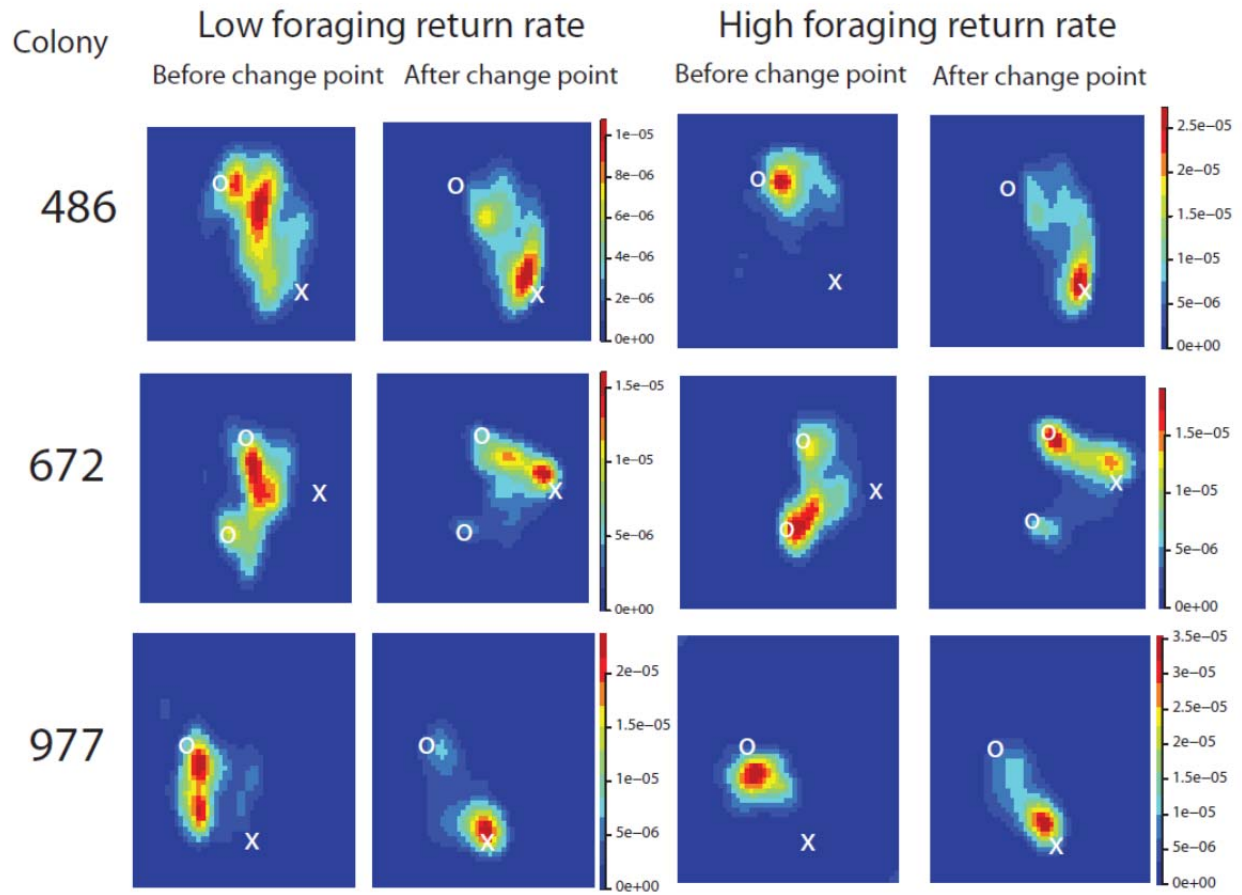 Colony
Low foraging return rate
High foraging return rate
Before change point
After change point
Before change point
After change point
486
o
x
o
x
1e−05
8e−06
6e−06
4e−06
2e−06
0e+00
o
x
o
x
2.5e−05
2e−05
1.5e−05
1e−05
5e−06
0e+00
672
o
x
o
o
x
o
1.5e−05
1e−05
5e−06
0e+00
o
x
o
o
x
o
1.5e−05
1e−05
5e−06
0e+00
977
o
x
o
x
2e−05
1.5e−05
1e−05
5e−06
0e+00
o
x
o
x
3.5e−05
3e−05
2.5e−05
2e−05
1.5e−05
1e−05
5e−06
0e+00